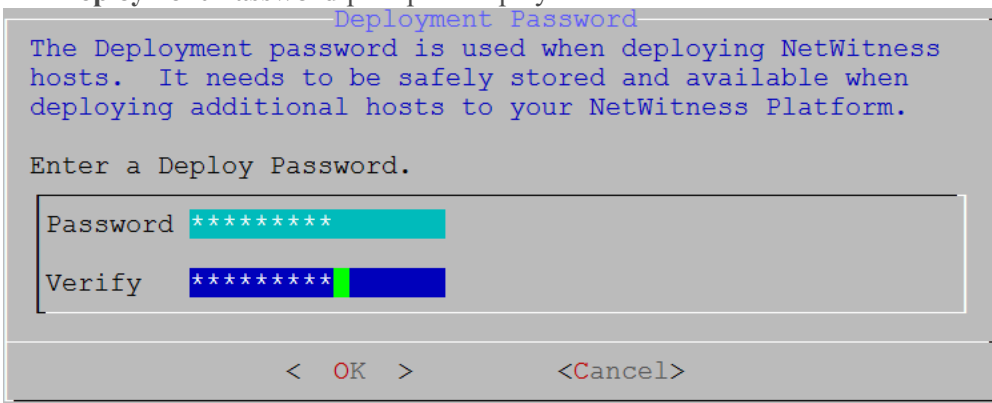 Deployment Password
The Deployment password is used when deploying NetWitness
hosts.  It needs to be safely stored and available when
deploying additional hosts to your NetWitness Platform.
Enter a Deploy Password.
Password *********
Verify *********
< OK > <Cancel>